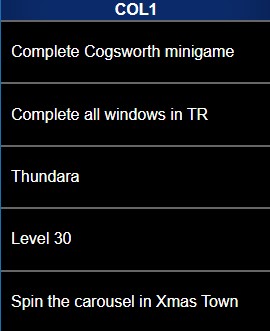 COL1
Complete Cogsworth minigame
Complete all windows in TR
Thundara
Level 30
Spin the carousel in Xmas Town